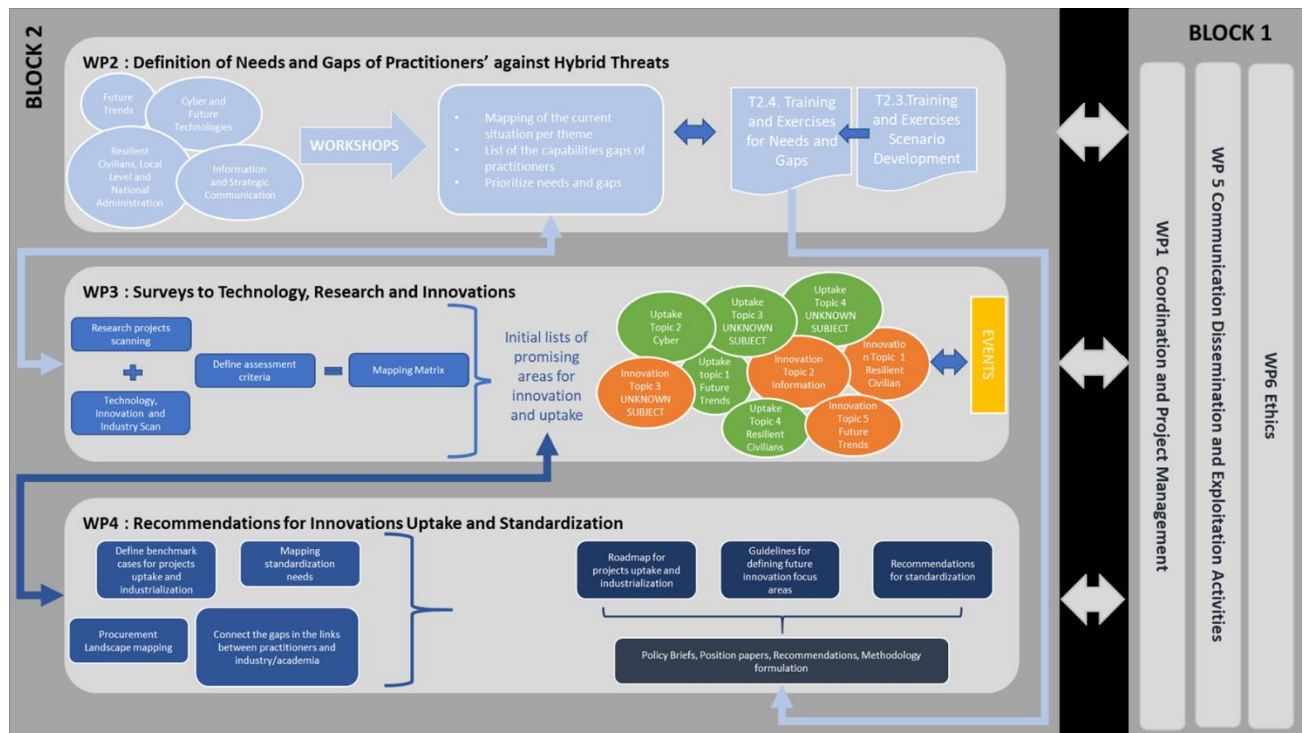 BLOCK 2
WP2 : Definition of Needs and Gaps of Practitioners’ against Hybrid Threats
Future
Trends
Cyber and
Future
Technologies
Resilient
Civilians, Local
Level and
National
Administration
Information
and Strategic
Communication
WORKSHOPS
• Mapping of the current
situation per theme
• List of the capabilities gaps of
practitioners
• Prioritize needs and gaps
T2.4. Training
and Exercises
for Needs and
Gaps
T2.3.Training
and Exercises
Scenario
Development
WP3 : Surveys to Technology, Research and Innovations
Research projects
scanning
Technology,
Innovation and
Industry Scan
Define assessment
criteria
Mapping Matrix
Initial lists of
promising
areas for
innovation
and uptake
Uptake
Topic 2
Cyber
Uptake
Topic 3
UNKNOWN
SUBJECT
Uptake
Topic 4
UNKNOWN
SUBJECT
Innovation
Topic 3
UNKNOWN
SUBJECT
Uptake
topic 1
Future
Trends
Innovation
Topic 2
Information
Innovatio
n Topic 1
Resilient
Civilian
Uptake
Topic 4
Resilient
Civilians
Innovation
Topic 5
Future
Trends
EVENTS
WP4 : Recommendations for Innovations Uptake and Standardization
Define benchmark
cases for projects
uptake and
industrialization
Mapping
standardization
needs
Procurement
Landscape mapping
Connect the gaps in the links
between practitioners and
industry/academia
Roadmap for
projects uptake and
industrialization
Guidelines for
defining future
innovation focus
areas
Recommendations
for standardization
Policy Briefs, Position papers, Recommendations, Methodology
formulation
BLOCK 1
WP1 Coordination and Project Management
WP 5 Communication Dissemination and Exploitation Activities
WP6 Ethics